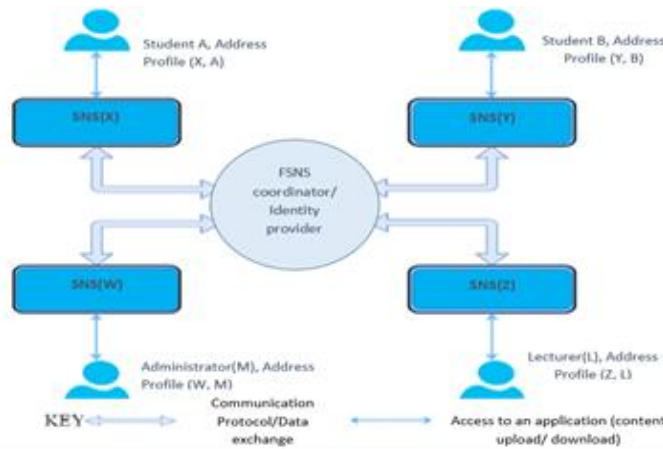 Student A, Address
Profile (X, A)
Student B, Address
Profile (Y, B)
SNS(X)
SNS(Y)
FSNS
coordinator/
Identity
provider
SNS(W)
SNS(Z)
Administrator(M), Address
Profile (W, M)
Lecturer(L), Address
Profile (Z, L)
KEY
Communication
Protocol/Data
exchange
Access to an application (content
upload/ download)